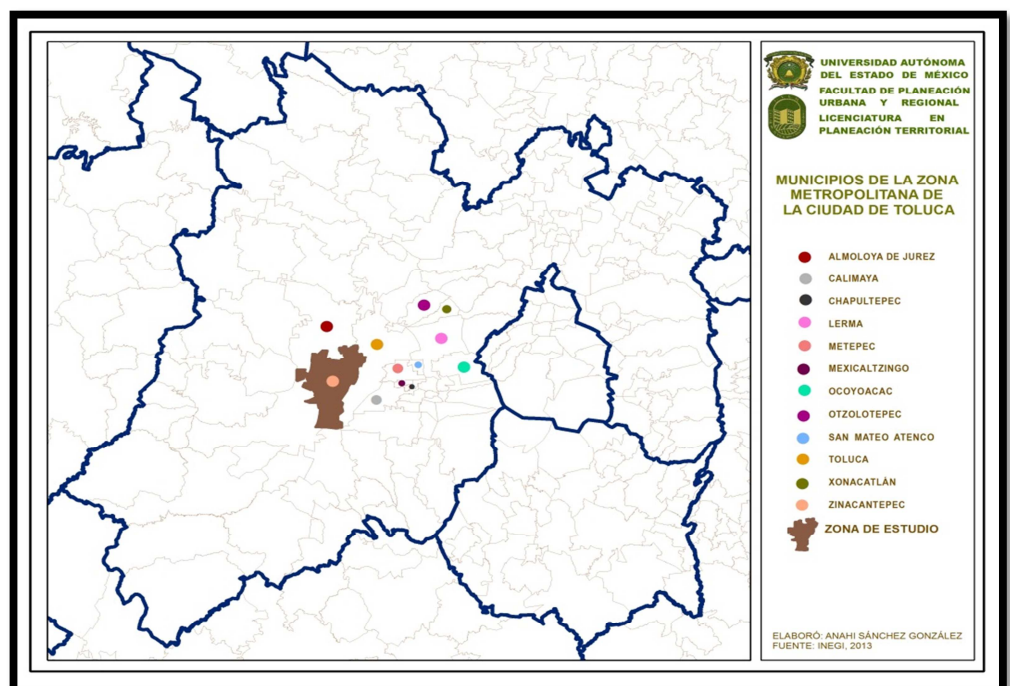 UNIVERSIDAD AUTÓNOMA
DEL ESTADO DE MÉXICO
FACULTAD DE PLANEACIÓN
URBANA Y REGIONAL
LICENCIATURA EN
PLANEACIÓN TERRITORIAL
MUNICIPIOS DE LA ZONA
METROPOLITANA DE
LA CIUDAD DE TOLUCA
ALMOLOYA DE JUREZ
CALIMAYA
CHAPULTEPEC
LERMA
METEPEC
MEXICALTZINGO
OCOYOACAC
OTZOLOTEPEC
SAN MATEO ATENCO
TOLUCA
XONACATLÀN
ZINACANTEPEC
ZONA DE ESTUDIO
ELABORÓ: ANAHI SÁNCHEZ GONZÁLEZ
FUENTE: INEGI, 2013